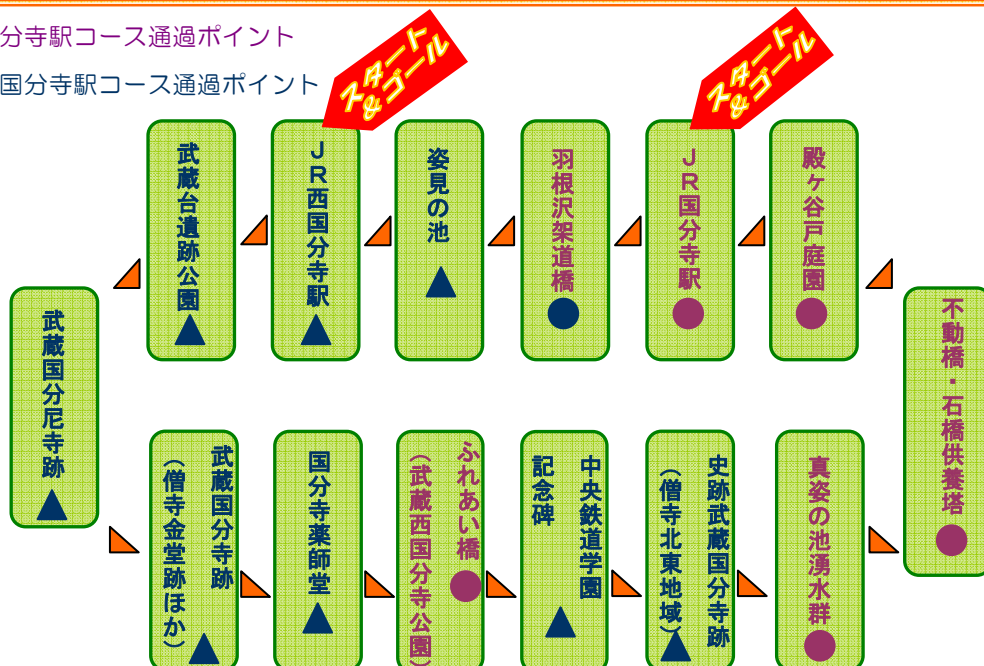 分寺駅コース通過ポイント
国分寺駅コース通過ポイント
スタート
&ゴール
スタート
&ゴール
武蔵台遺跡公園
JR西国分寺駅
姿見の池
羽根沢架道橋
JR国分寺駅
殿ヶ谷戸庭園
武蔵国分尼寺跡
不動橋・石橋供養塔
武蔵国分寺跡
（僧寺金堂跡ほか）
国分寺薬師堂
ふれあい橋
（武蔵西国分寺公園）
中央鉄道学園
記念碑
史跡武蔵国分寺跡
（僧寺北東地域）
真姿の池湧水群